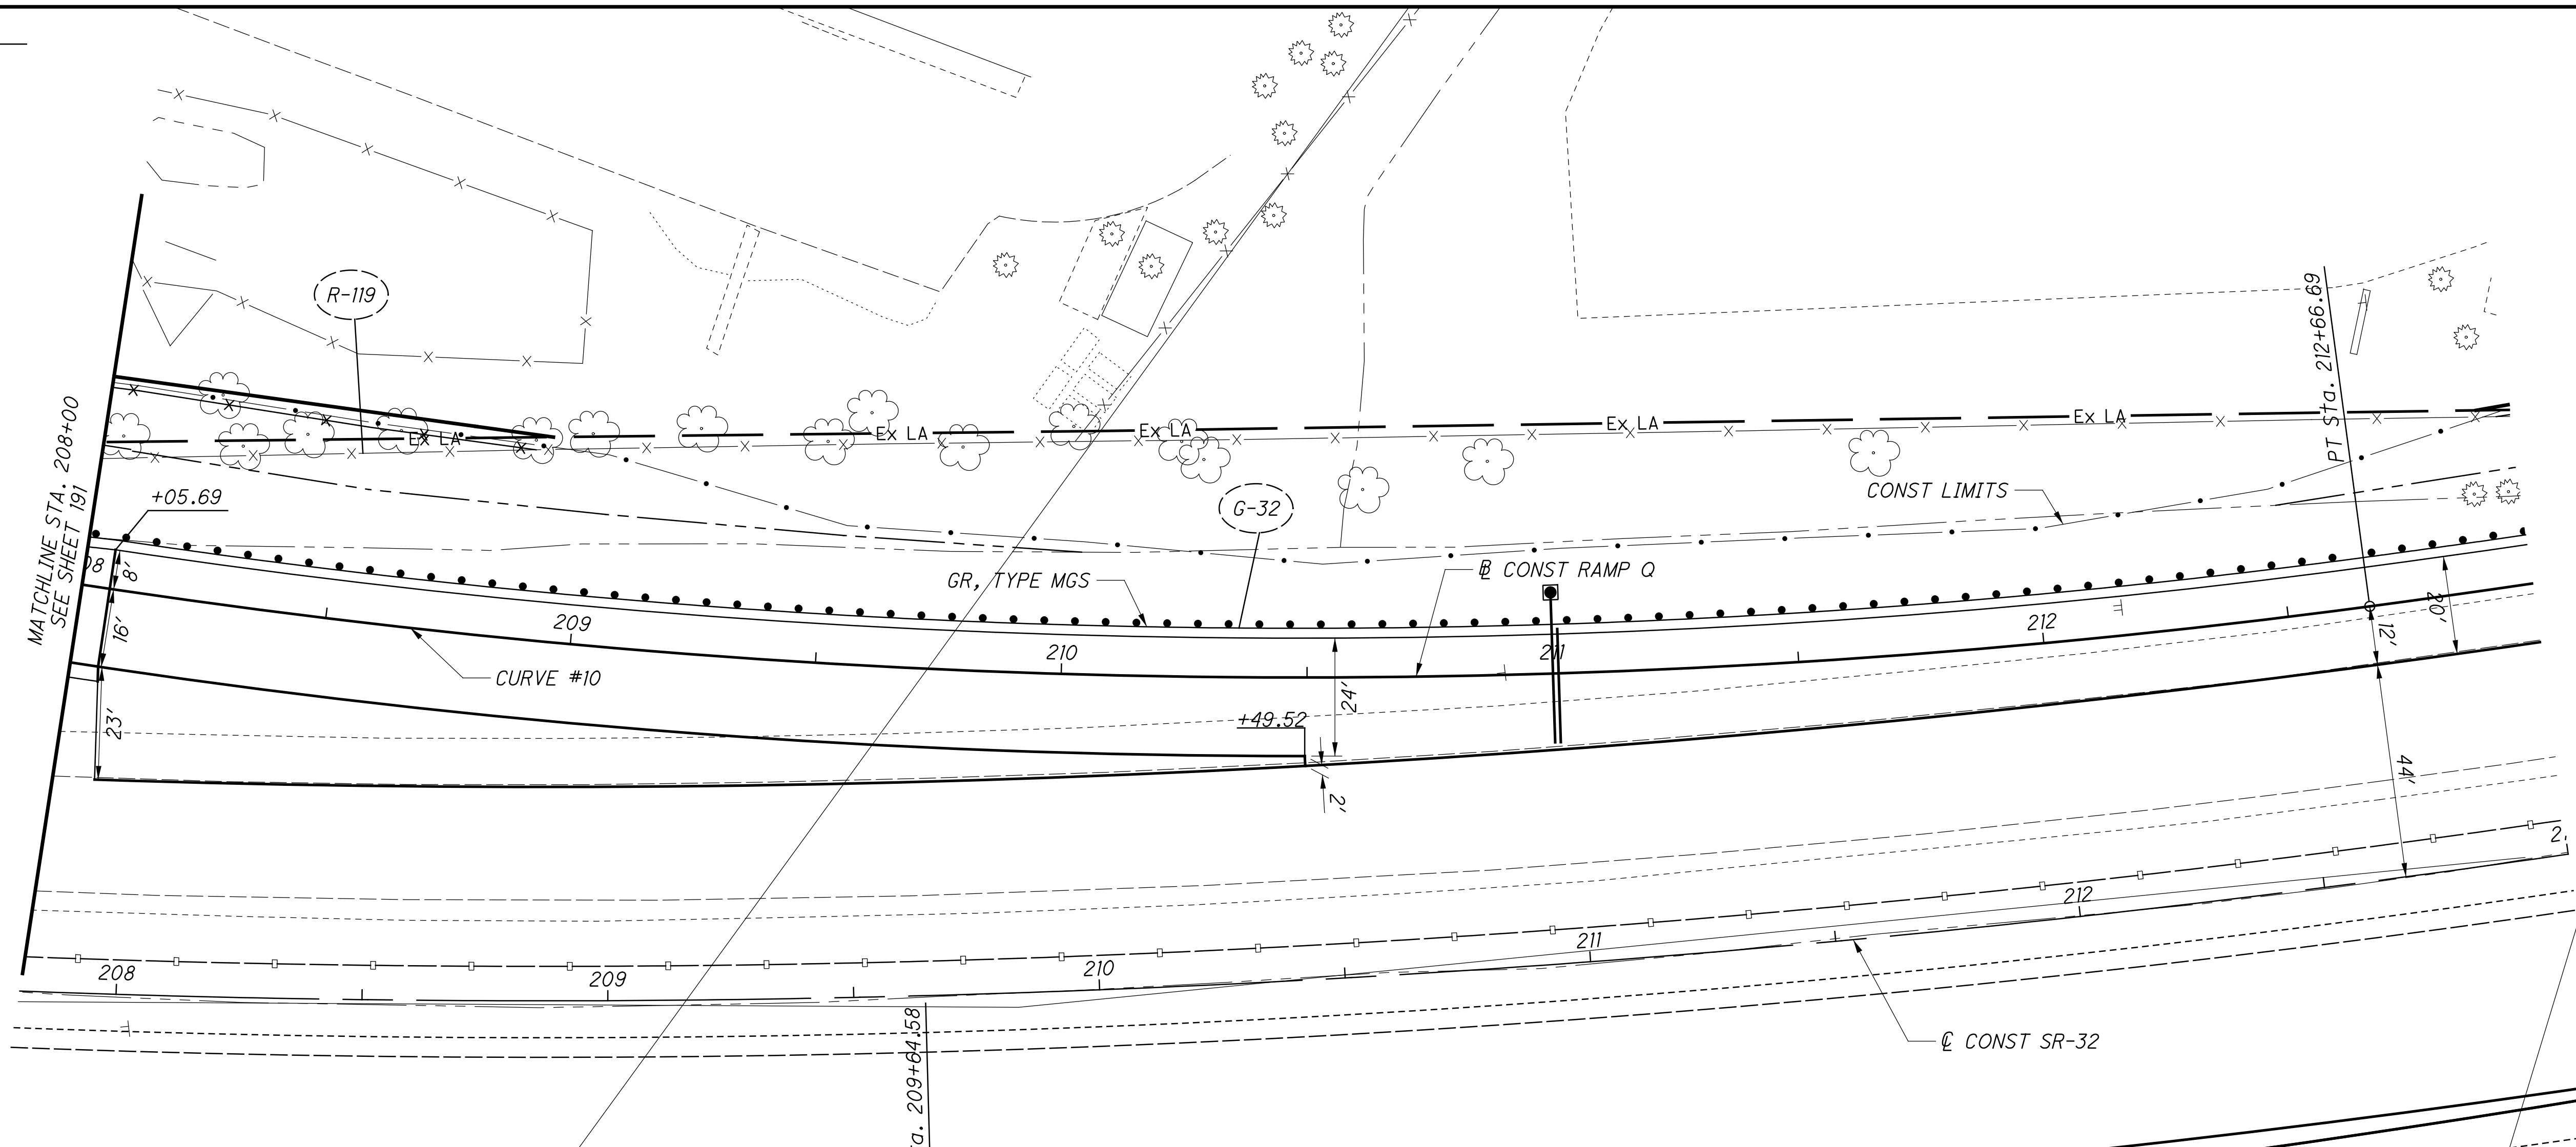 R-119
PT Sta. 212+66.69
MATCHLINE STA. 208+00
SEE SHEET 191
Ex LA
Ex LA
Ex LA
Ex LA
Ex LA
+05.69
G-32
CONST LIMITS
GR, TYPE MGS
CONST RAMP Q
8'
16'
23'
209
210
211
212
CURVE #10
24'
+49.52
2'
20'
12'
44'
208
209
210
211
212
CONST SR-32
209+64.58